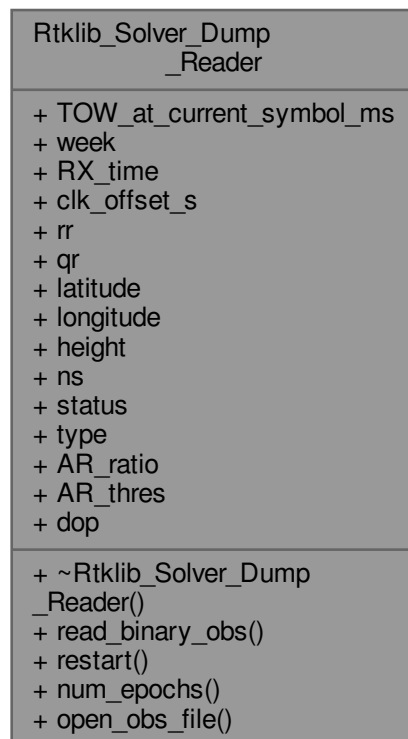 Rtklib_Solver_Dump
_Reader
+ TOW_at_current_symbol_ms
+ week
+ RX_time
+ clk_offset_s
+ rr
+ qr
+ latitude
+ longitude
+ height
+ ns
+ status
+ type
+ AR_ratio
+ AR_thres
+ dop
+ ~Rtklib_Solver_Dump
_Reader()
+ read_binary_obs()
+ restart()
+ num_epochs()
+ open_obs_file()